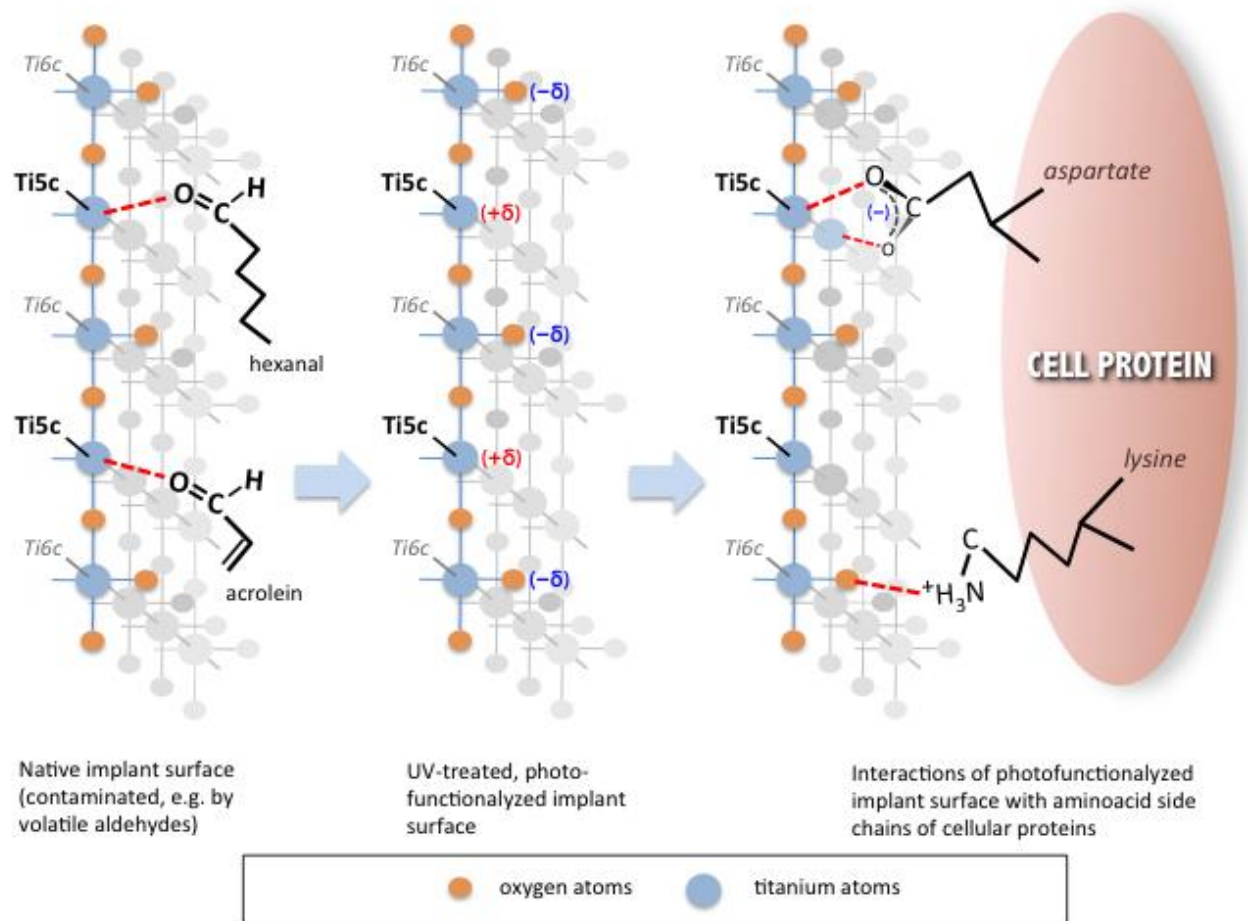 Ti6c
Ti5c
O=C
H
Ti6c
hexanal
Ti5c
O=C
H
Ti6c
acrolein
Ti6c
(−δ)
Ti5c
(+δ)
Ti6c
(−δ)
Ti5c
(+δ)
Ti6c
(−δ)
Ti6c
aspartate
Ti5c
O
C
(−)
O
Ti6c
CELL PROTEIN
Ti5c
lysine
Ti6c
C
⁺H₃N
Native implant surface
(contaminated, e.g. by
volatile aldehydes)
UV-treated, photo-
functionalized implant
surface
Interactions of photofunctionalized
implant surface with aminoacid side
chains of cellular proteins
oxygen atoms
titanium atoms